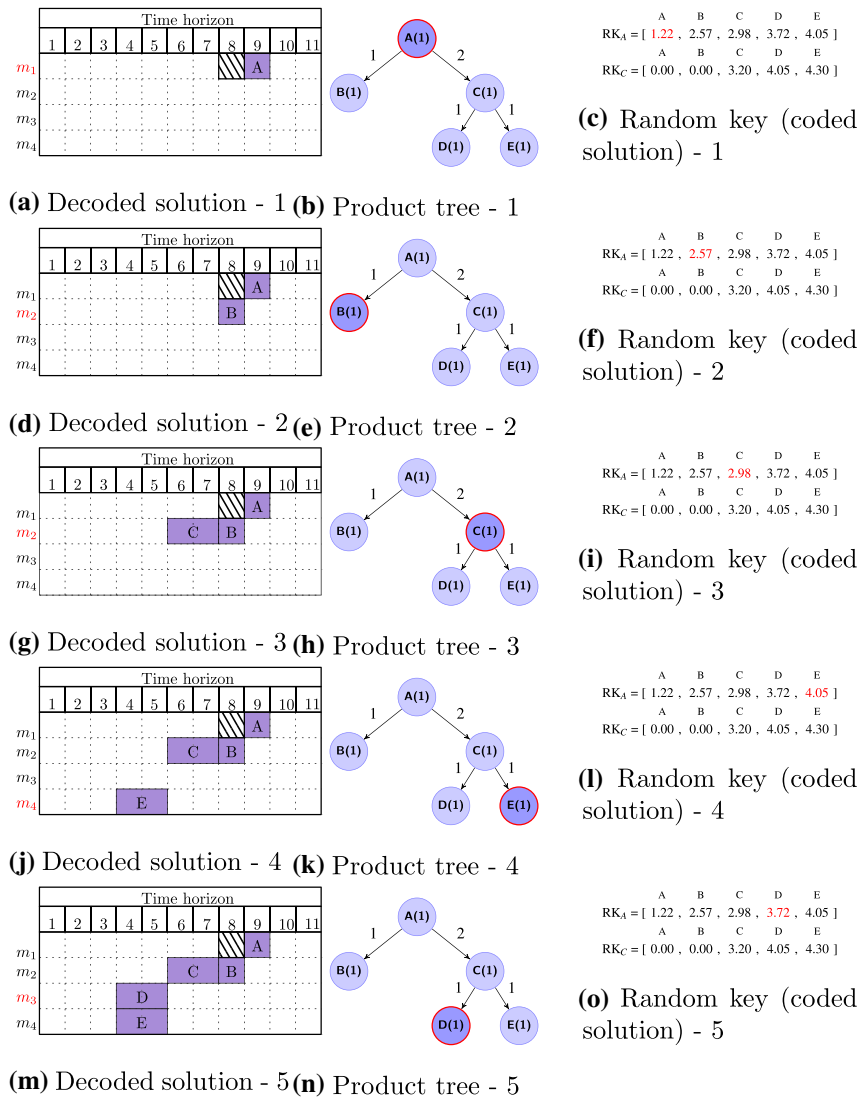 Time horizon
1 2 3 4 5 6 7 8 9 10 11
m1 A
m2
m3
m4
A(1)
1 2
B(1) C(1)
1 1
D(1) E(1)
A B C D E
RKA = [ 1.22 , 2.57 , 2.98 , 3.72 , 4.05 ]
A B C D E
RKC = [ 0.00 , 0.00 , 3.20 , 4.05 , 4.30 ]
(a) Decoded solution - 1
(b) Product tree - 1
(c) Random key (coded
solution) - 1
Time horizon
1 2 3 4 5 6 7 8 9 10 11
m1 A
m2 B
m3
m4
A(1)
1 2
B(1) C(1)
1 1
D(1) E(1)
A B C D E
RKA = [ 1.22 , 2.57 , 2.98 , 3.72 , 4.05 ]
A B C D E
RKC = [ 0.00 , 0.00 , 3.20 , 4.05 , 4.30 ]
(d) Decoded solution - 2
(e) Product tree - 2
(f) Random key (coded
solution) - 2
Time horizon
1 2 3 4 5 6 7 8 9 10 11
m1 A
m2 C B
m3
m4
A(1)
1 2
B(1) C(1)
1 1
D(1) E(1)
A B C D E
RKA = [ 1.22 , 2.57 , 2.98 , 3.72 , 4.05 ]
A B C D E
RKC = [ 0.00 , 0.00 , 3.20 , 4.05 , 4.30 ]
(g) Decoded solution - 3
(h) Product tree - 3
(i) Random key (coded
solution) - 3
Time horizon
1 2 3 4 5 6 7 8 9 10 11
m1 A
m2 C B
m3
m4 E
A(1)
1 2
B(1) C(1)
1 1
D(1) E(1)
A B C D E
RKA = [ 1.22 , 2.57 , 2.98 , 3.72 , 4.05 ]
A B C D E
RKC = [ 0.00 , 0.00 , 3.20 , 4.05 , 4.30 ]
(j) Decoded solution - 4
(k) Product tree - 4
(l) Random key (coded
solution) - 4
Time horizon
1 2 3 4 5 6 7 8 9 10 11
m1 A
m2 C B
m3 D
m4 E
A(1)
1 2
B(1) C(1)
1 1
D(1) E(1)
A B C D E
RKA = [ 1.22 , 2.57 , 2.98 , 3.72 , 4.05 ]
A B C D E
RKC = [ 0.00 , 0.00 , 3.20 , 4.05 , 4.30 ]
(m) Decoded solution - 5
(n) Product tree - 5
(o) Random key (coded
solution) - 5